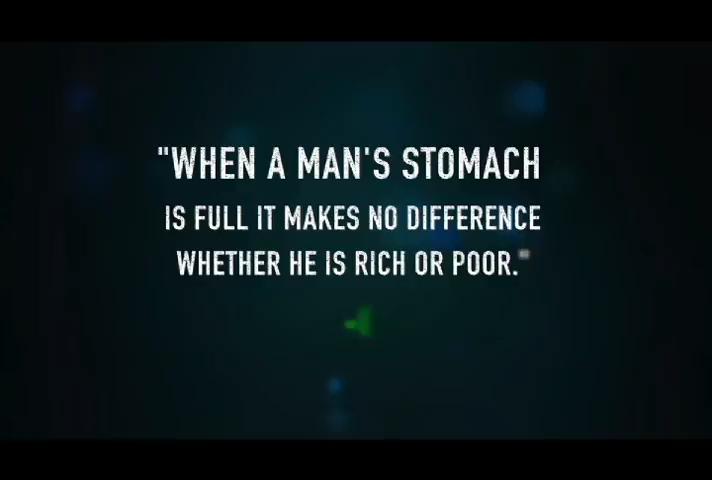 "WHEN A MAN'S STOMACH
IS FULL IT MAKES NO DIFFERENCE
WHETHER HE IS RICH OR POOR."